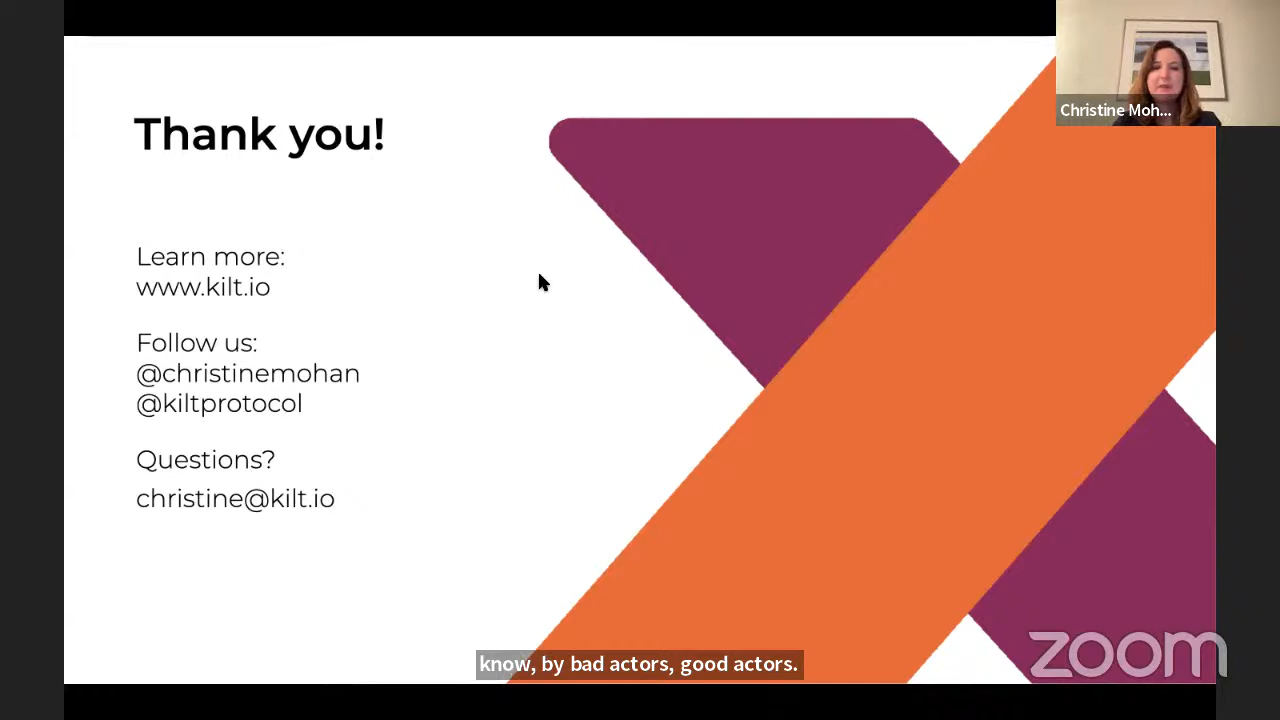 Thank you!
Learn more:
www.kilt.io
Follow us:
@christinemohan
@kiltprotocol
Questions?
christine@kilt.io
Christine Moh...
know, by bad actors, good actors.
zoom